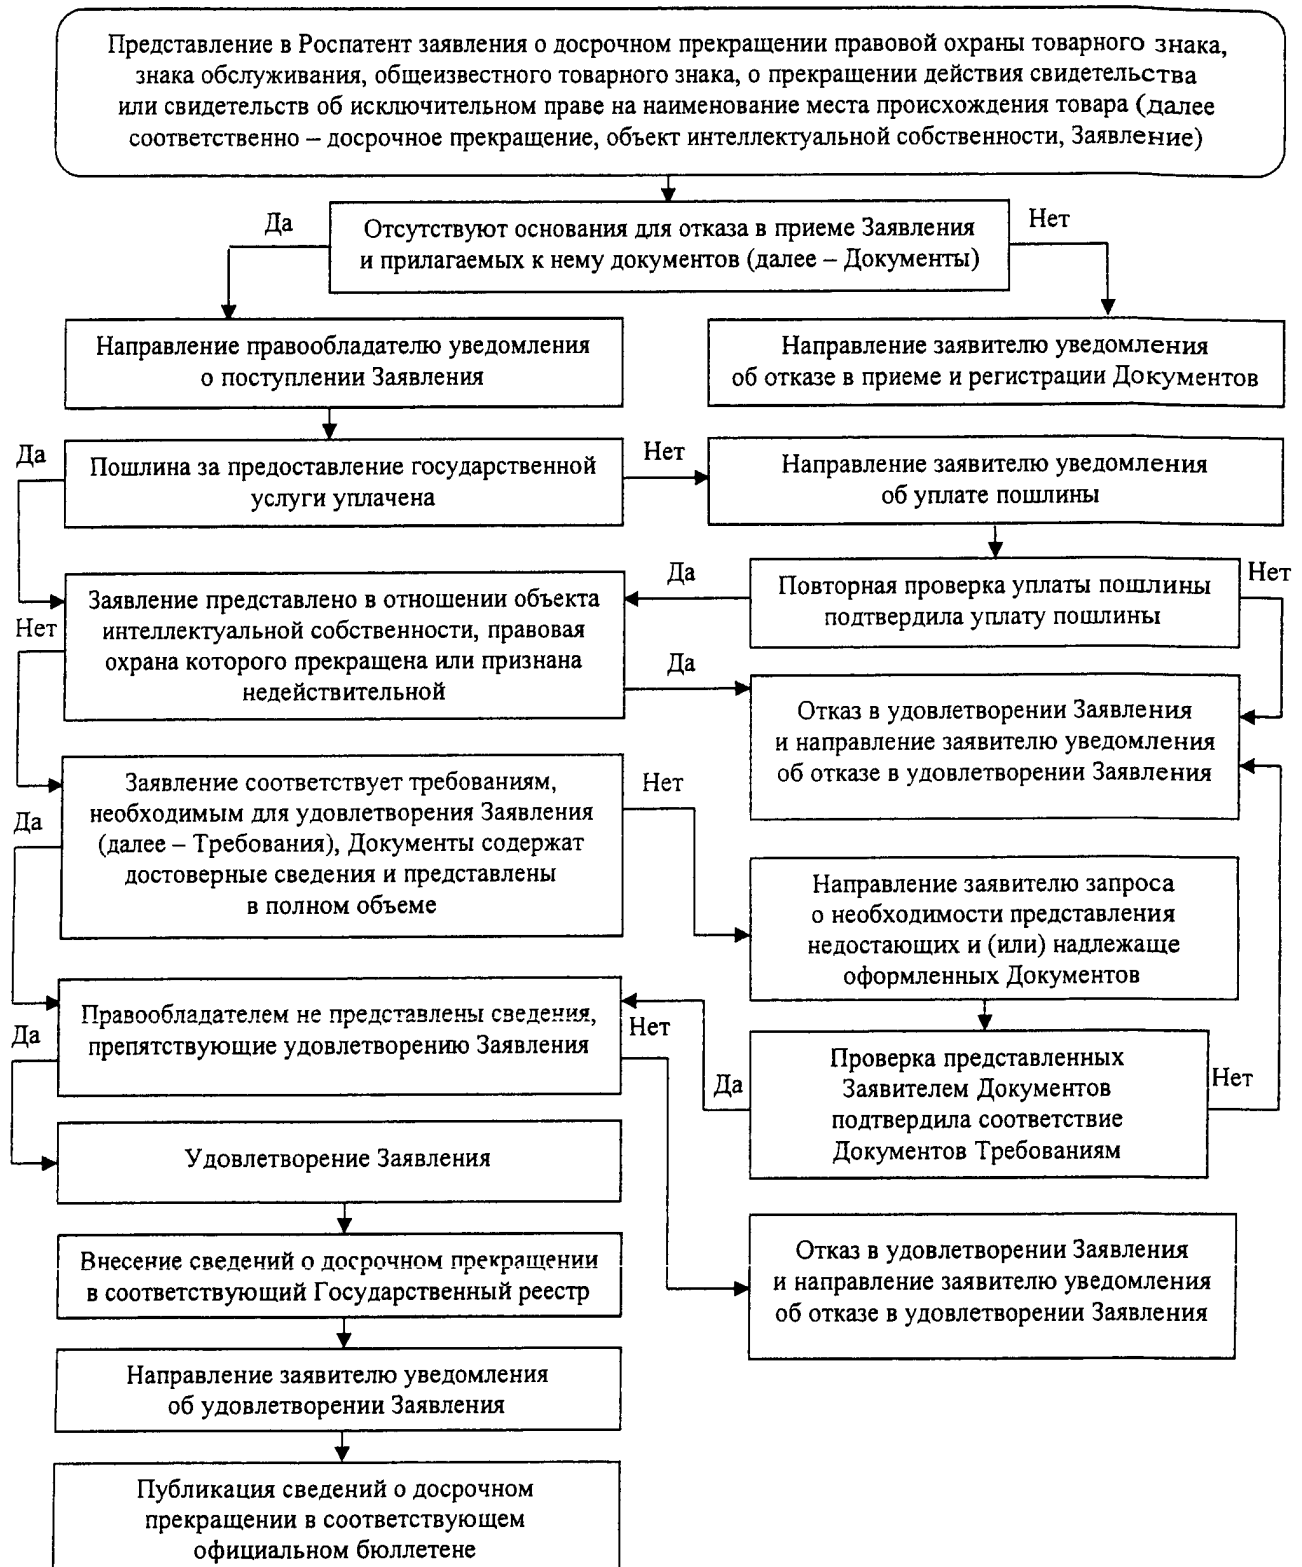 Представление в Роспатент заявления о досрочном прекращении правовой охраны товарного знака,
знака обслуживания, общеизвестного товарного знака, о прекращении действия свидетельства
или свидетельств об исключительном праве на наименование места происхождения товара (далее
соответственно – досрочное прекращение, объект интеллектуальной собственности, Заявление)
Да
Отсутствуют основания для отказа в приеме Заявления
и прилагаемых к нему документов (далее – Документы)
Нет
Направление правообладателю уведомления
о поступлении Заявления
Направление заявителю уведомления
об отказе в приеме и регистрации Документов
Да
Пошлина за предоставление государственной
услуги уплачена
Нет
Направление заявителю уведомления
об уплате пошлины
Заявление представлено в отношении объекта
интеллектуальной собственности, правовая
охрана которого прекращена или признана
недействительной
Да
Повторная проверка уплаты пошлины
подтвердила уплату пошлины
Нет
Нет
Да
Отказ в удовлетворении Заявления
и направление заявителю уведомления
об отказе в удовлетворении Заявления
Заявление соответствует требованиям,
необходимым для удовлетворения Заявления
(далее – Требования), Документы содержат
достоверные сведения и представлены
в полном объеме
Нет
Да
Направление заявителю запроса
о необходимости представления
недостающих и (или) надлежаще
оформленных Документов
Правообладателем не представлены сведения,
препятствующие удовлетворению Заявления
Нет
Да
Да
Проверка представленных
Заявителем Документов
подтвердила соответствие
Документов Требованиям
Нет
Удовлетворение Заявления
Внесение сведений о досрочном прекращении
в соответствующий Государственный реестр
Отказ в удовлетворении Заявления
и направление заявителю уведомления
об отказе в удовлетворении Заявления
Направление заявителю уведомления
об удовлетворении Заявления
Публикация сведений о досрочном
прекращении в соответствующем
официальном бюллетене